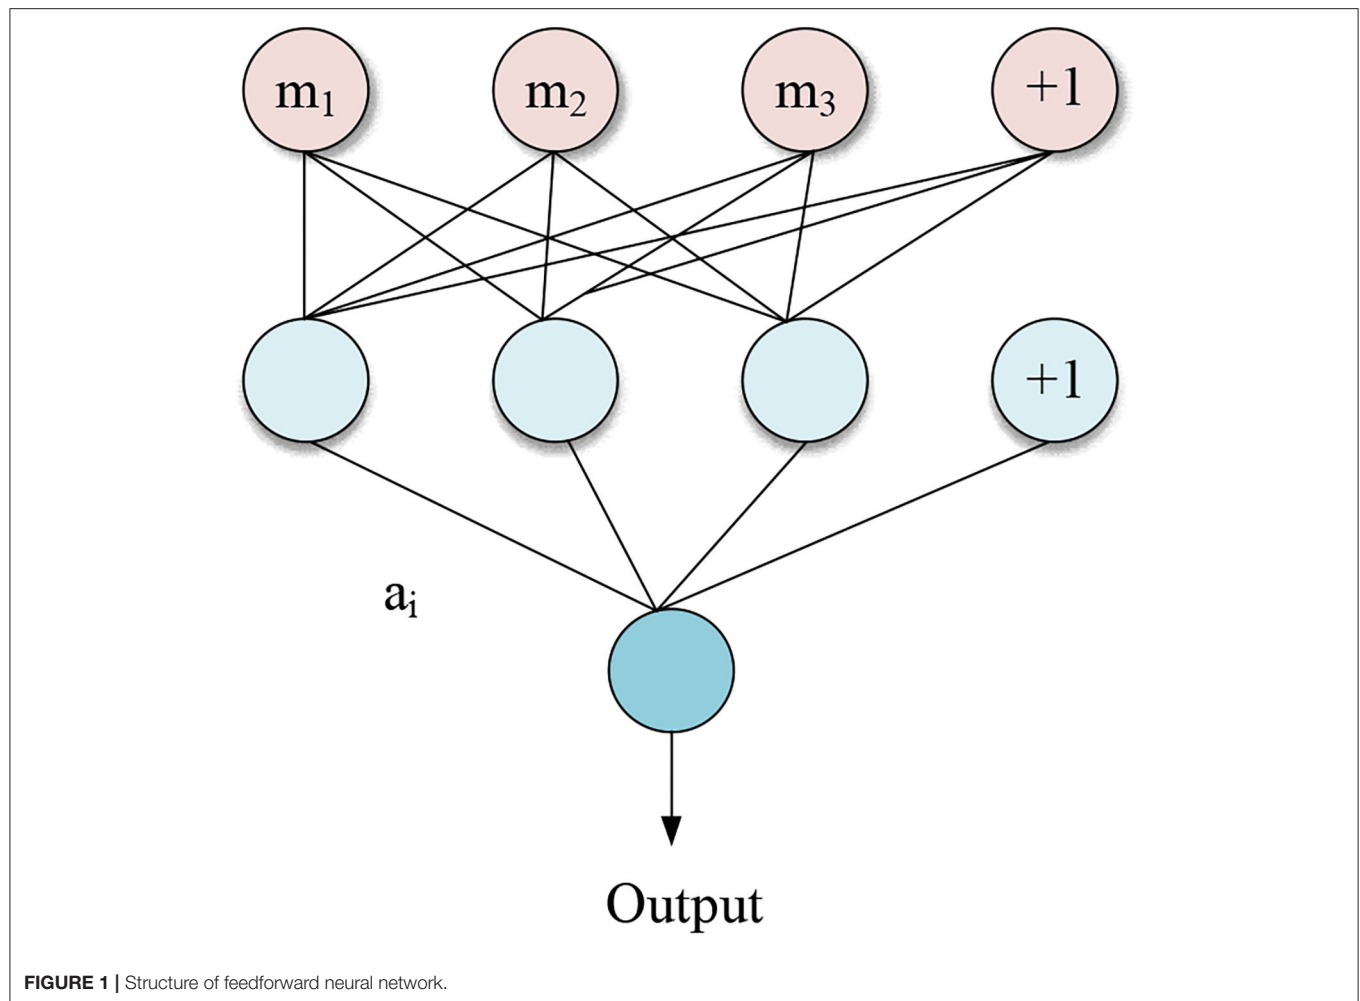 m₁ m₂ m₃ +1
+1
aᵢ
Output
FIGURE 1 | Structure of feedforward neural network.